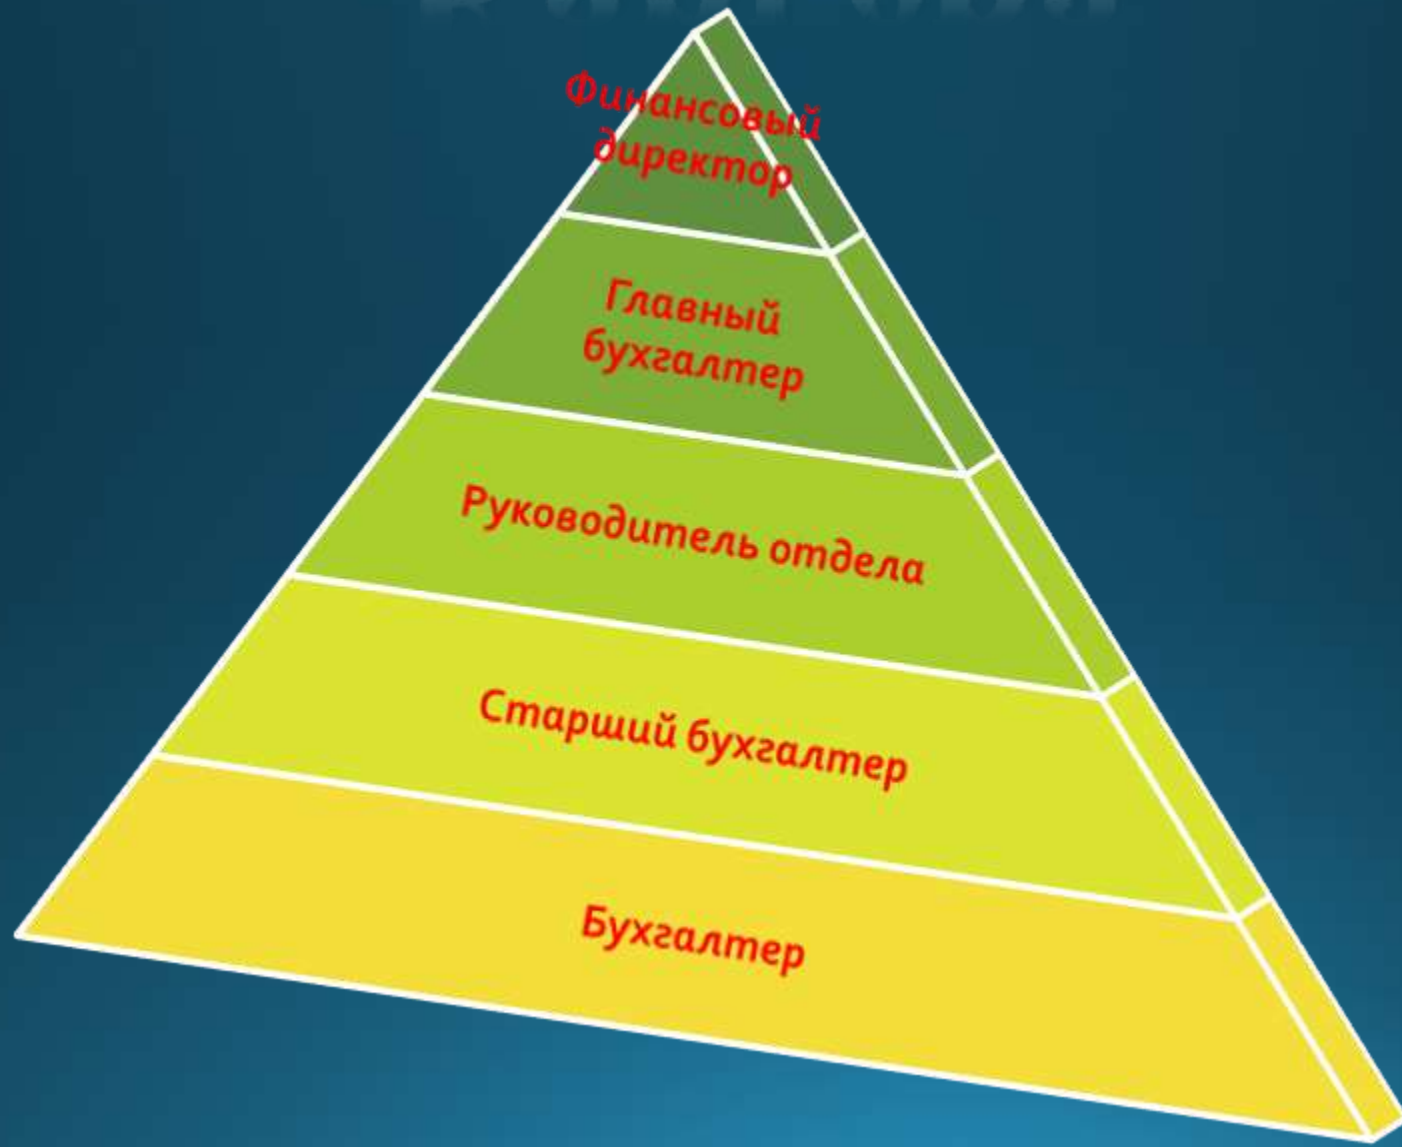 Финансовый
директор
Главный
бухгалтер
Руководитель отдела
Старший бухгалтер
Бухгалтер